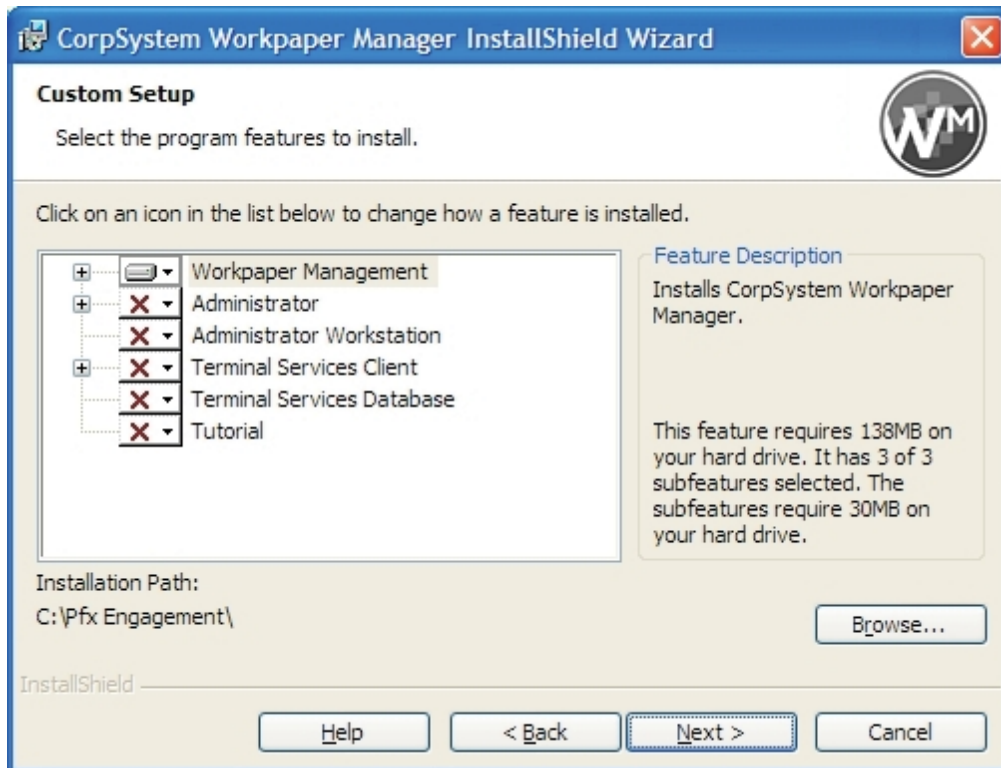 CorpSystem Workpaper Manager InstallShield Wizard
Custom Setup
Select the program features to install.
WM
Click on an icon in the list below to change how a feature is installed.
Workpaper Management
Administrator
Administrator Workstation
Terminal Services Client
Terminal Services Database
Tutorial
Feature Description
Installs CorpSystem Workpaper
Manager.
This feature requires 138MB on
your hard drive. It has 3 of 3
subfeatures selected. The
subfeatures require 30MB on
your hard drive.
Installation Path:
C:\Pfx Engagement\
Browse...
InstallShield
Help
< Back
Next >
Cancel